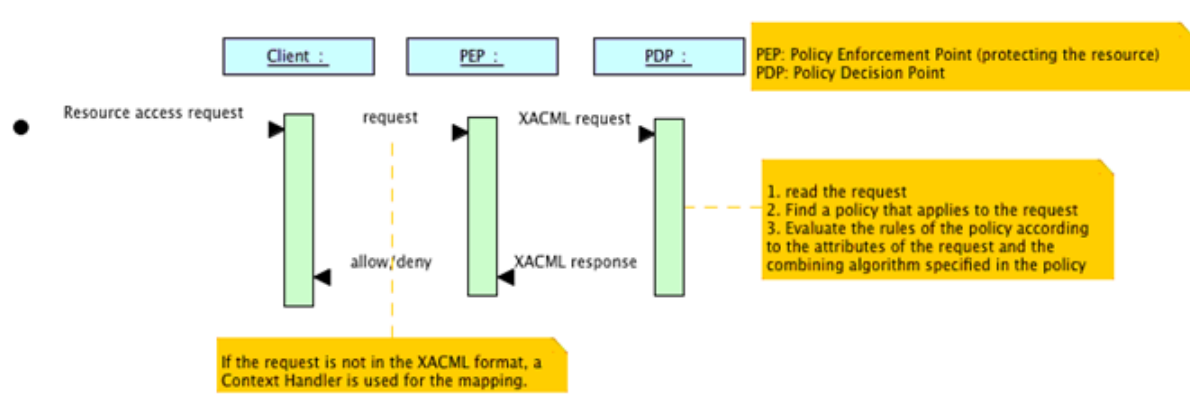 Client :
PEP :
PDP :
PEP: Policy Enforcement Point (protecting the resource)
PDP: Policy Decision Point
Resource access request
request
XACML request
1. read the request
2. Find a policy that applies to the request
3. Evaluate the rules of the policy according
to the attributes of the request and the
combining algorithm specified in the policy
allow/deny
XACML response
If the request is not in the XACML format, a
Context Handler is used for the mapping.